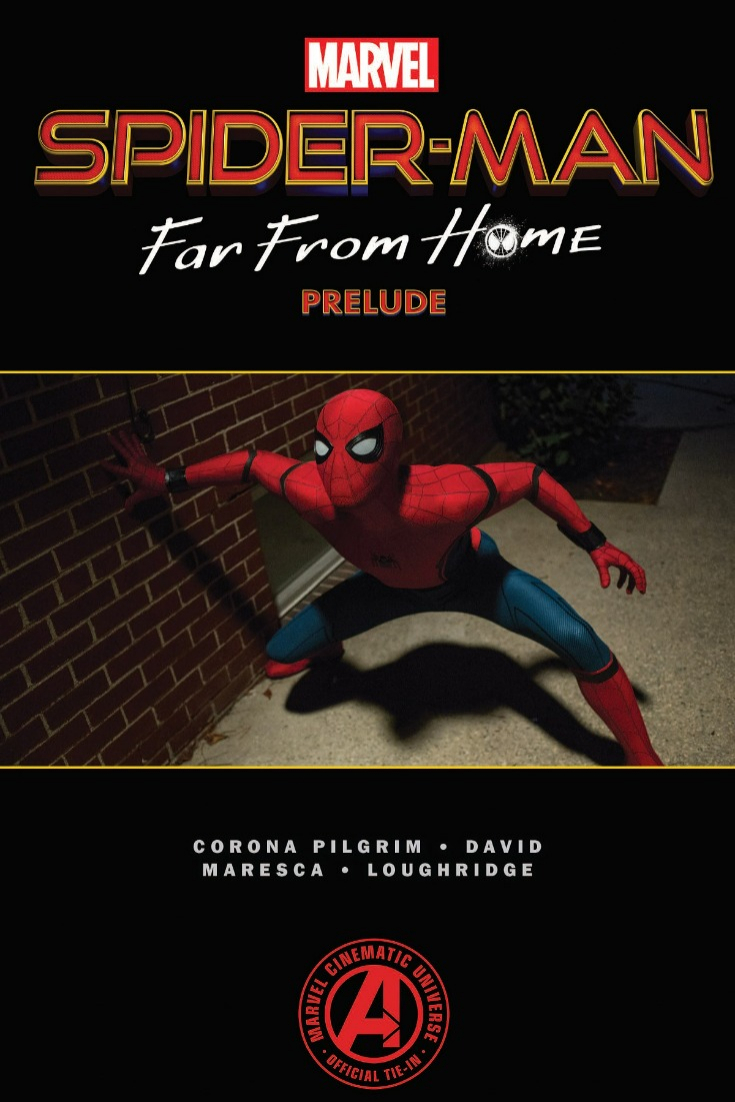 MARVEL
SPIDER-MAN
Far From HomE
PRELUDE
CORONA PILGRIM • DAVID
MARESCA • LOUGHRIDGE
MARVEL CINEMATIC UNIVERSE
• OFFICIAL TIE-IN •